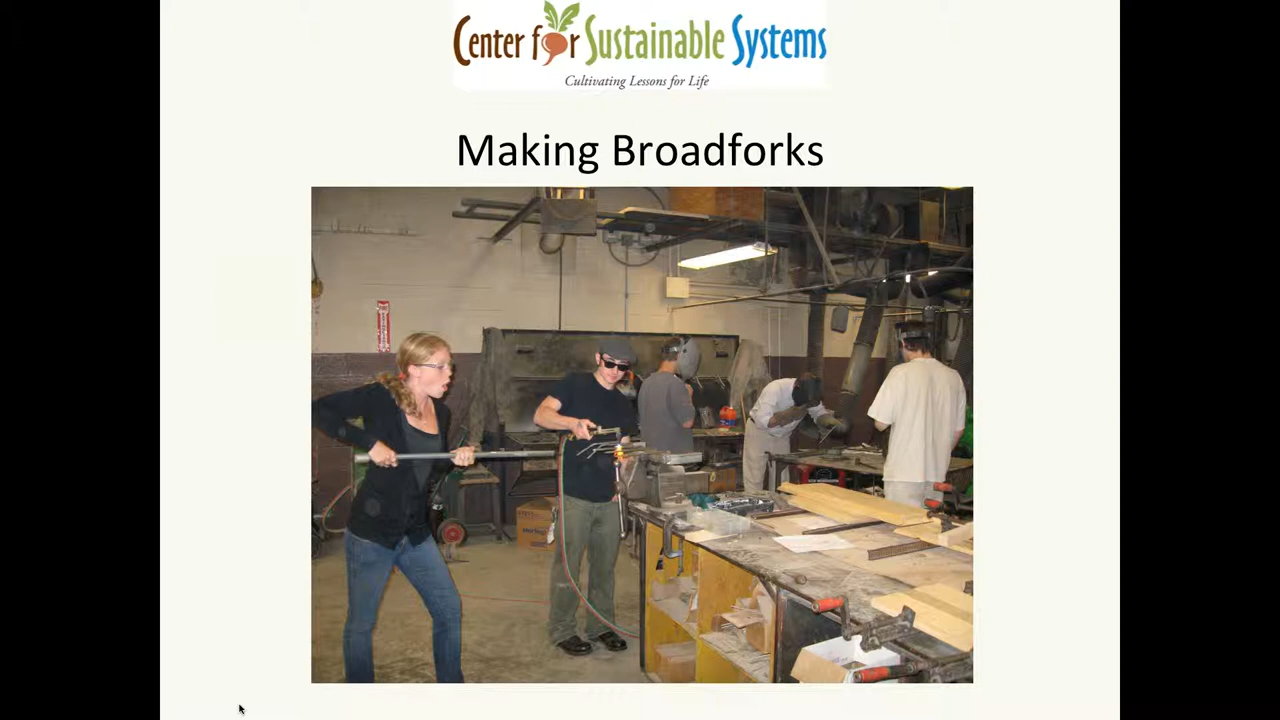 Center for Sustainable Systems
Cultivating Lessons for Life
Making Broadforks